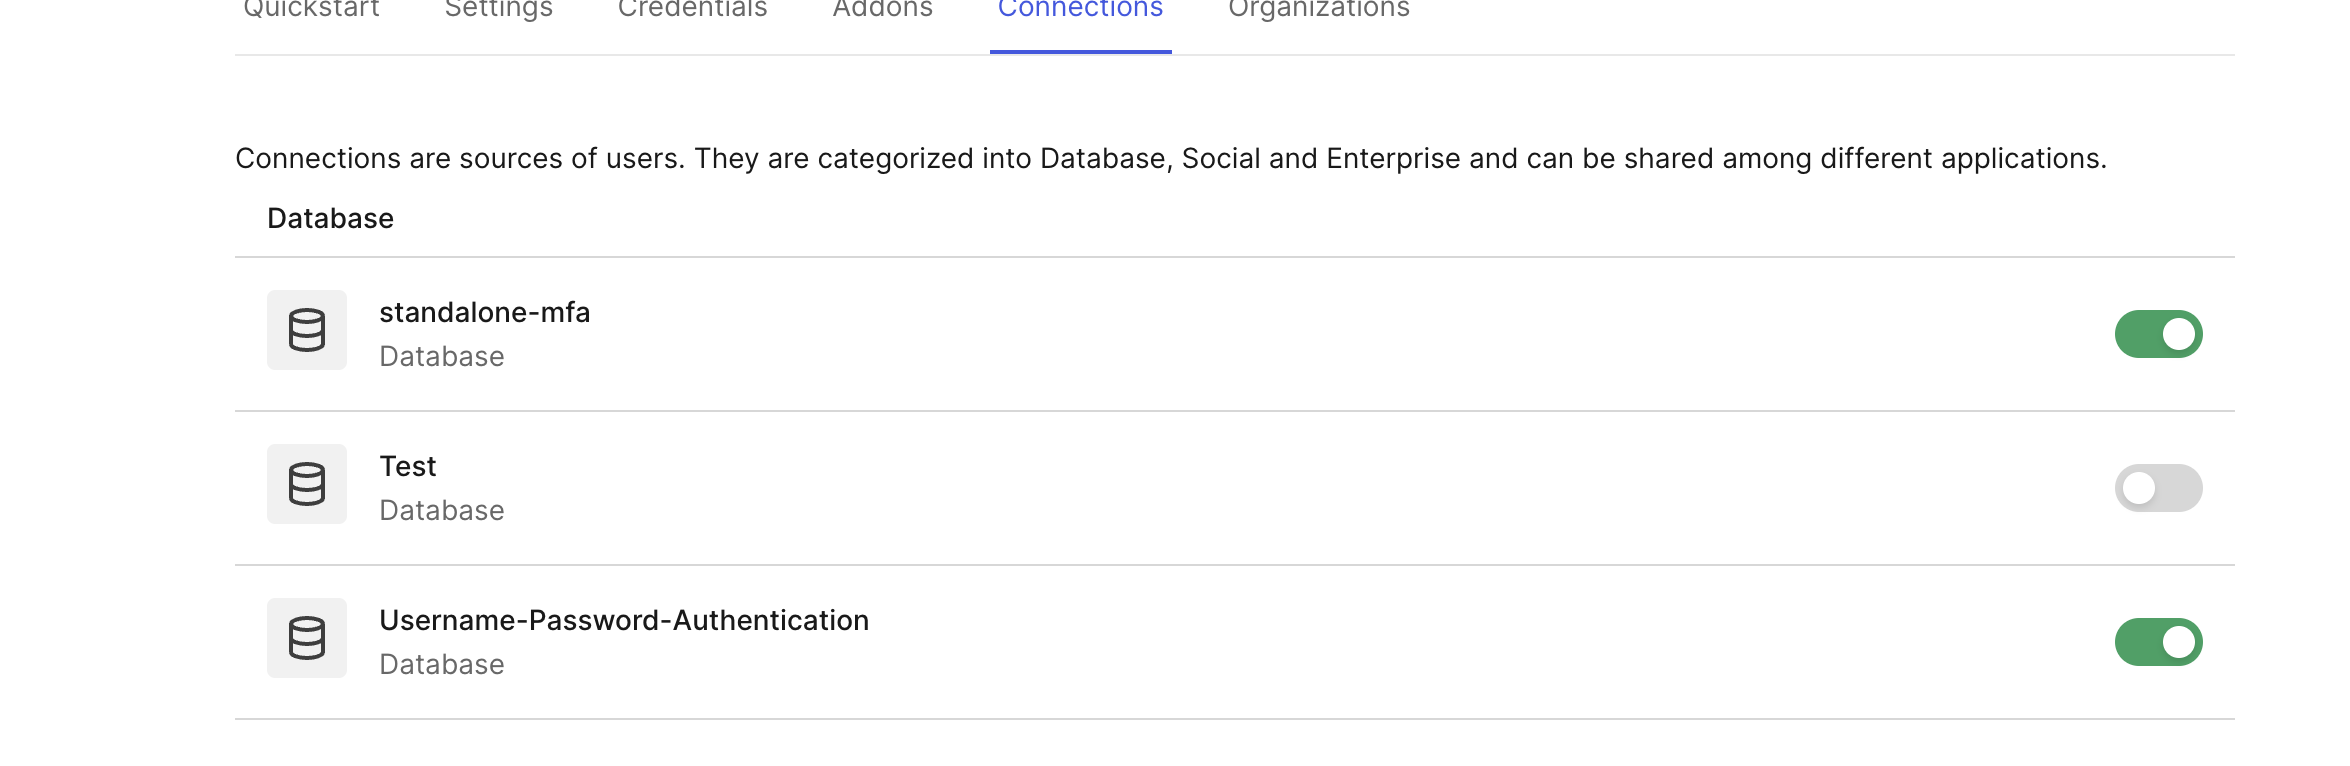 Quickstart Settings Credentials Addons Connections Organizations
Connections are sources of users. They are categorized into Database, Social and Enterprise and can be shared among different applications.
Database
standalone-mfa
Database
Test
Database
Username-Password-Authentication
Database